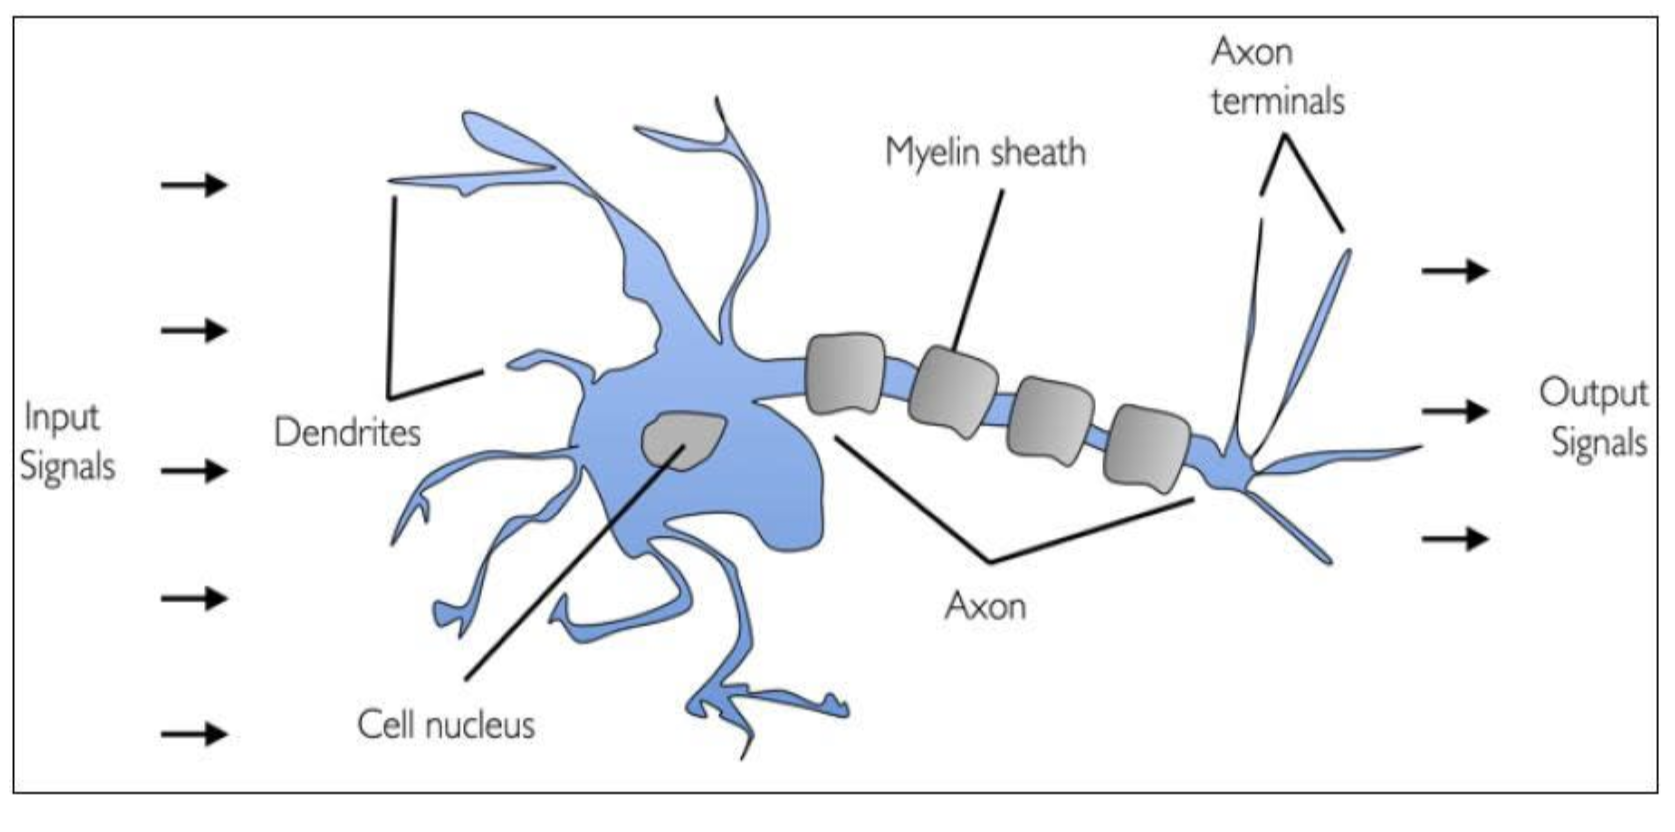 Axon
terminals
Myelin sheath
Input
Signals
Dendrites
Output
Signals
Axon
Cell nucleus